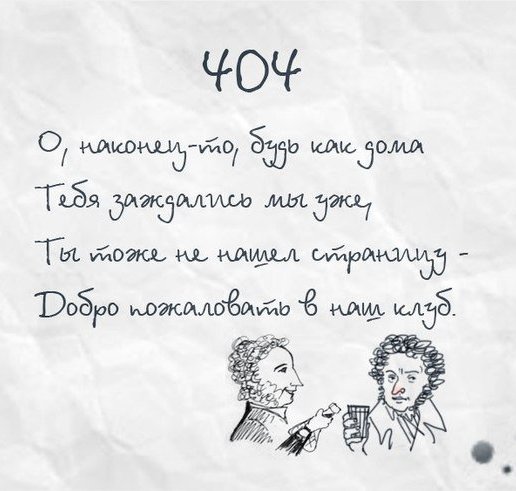 404
О, наконец-то, будь как дома
Тебя заждались мы уже,
Ты тоже не нашел страницу -
Добро пожаловать в наш клуб.